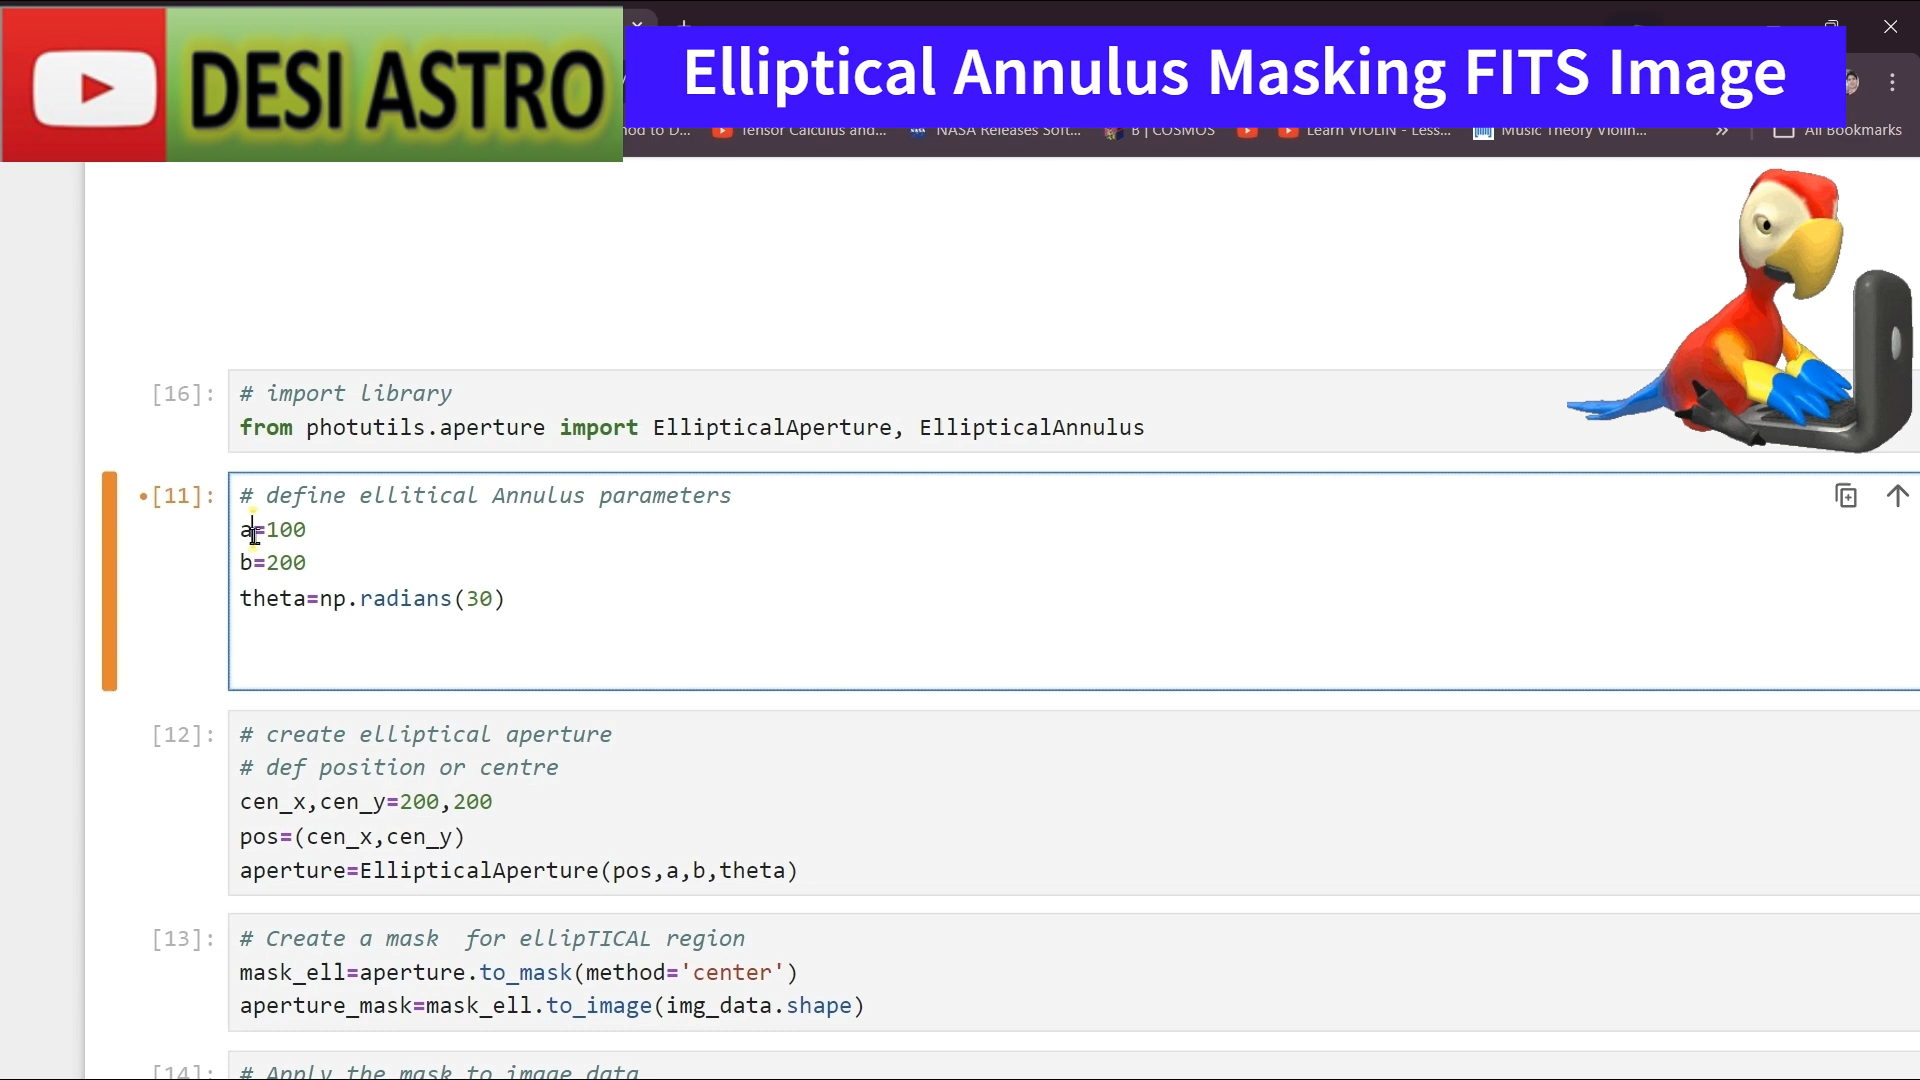 DESI ASTRO
Elliptical Annulus Masking FITS Image
nod to D...
Tensor Calculus and...
NASA Releases Soft...
B | COSMOS
Learn VIOLIN - Less...
Music Theory Violin...
»
All Bookmarks
[16]:
# import library
from photutils.aperture import EllipticalAperture, EllipticalAnnulus
•[11]:
# define ellitical Annulus parameters
a=100
b=200
theta=np.radians(30)
[12]:
# create elliptical aperture
# def position or centre
cen_x,cen_y=200,200
pos=(cen_x,cen_y)
aperture=EllipticalAperture(pos,a,b,theta)
[13]:
# Create a mask  for ellipTICAL region
mask_ell=aperture.to_mask(method='center')
aperture_mask=mask_ell.to_image(img_data.shape)
[14]:
# Apply the mask to image data